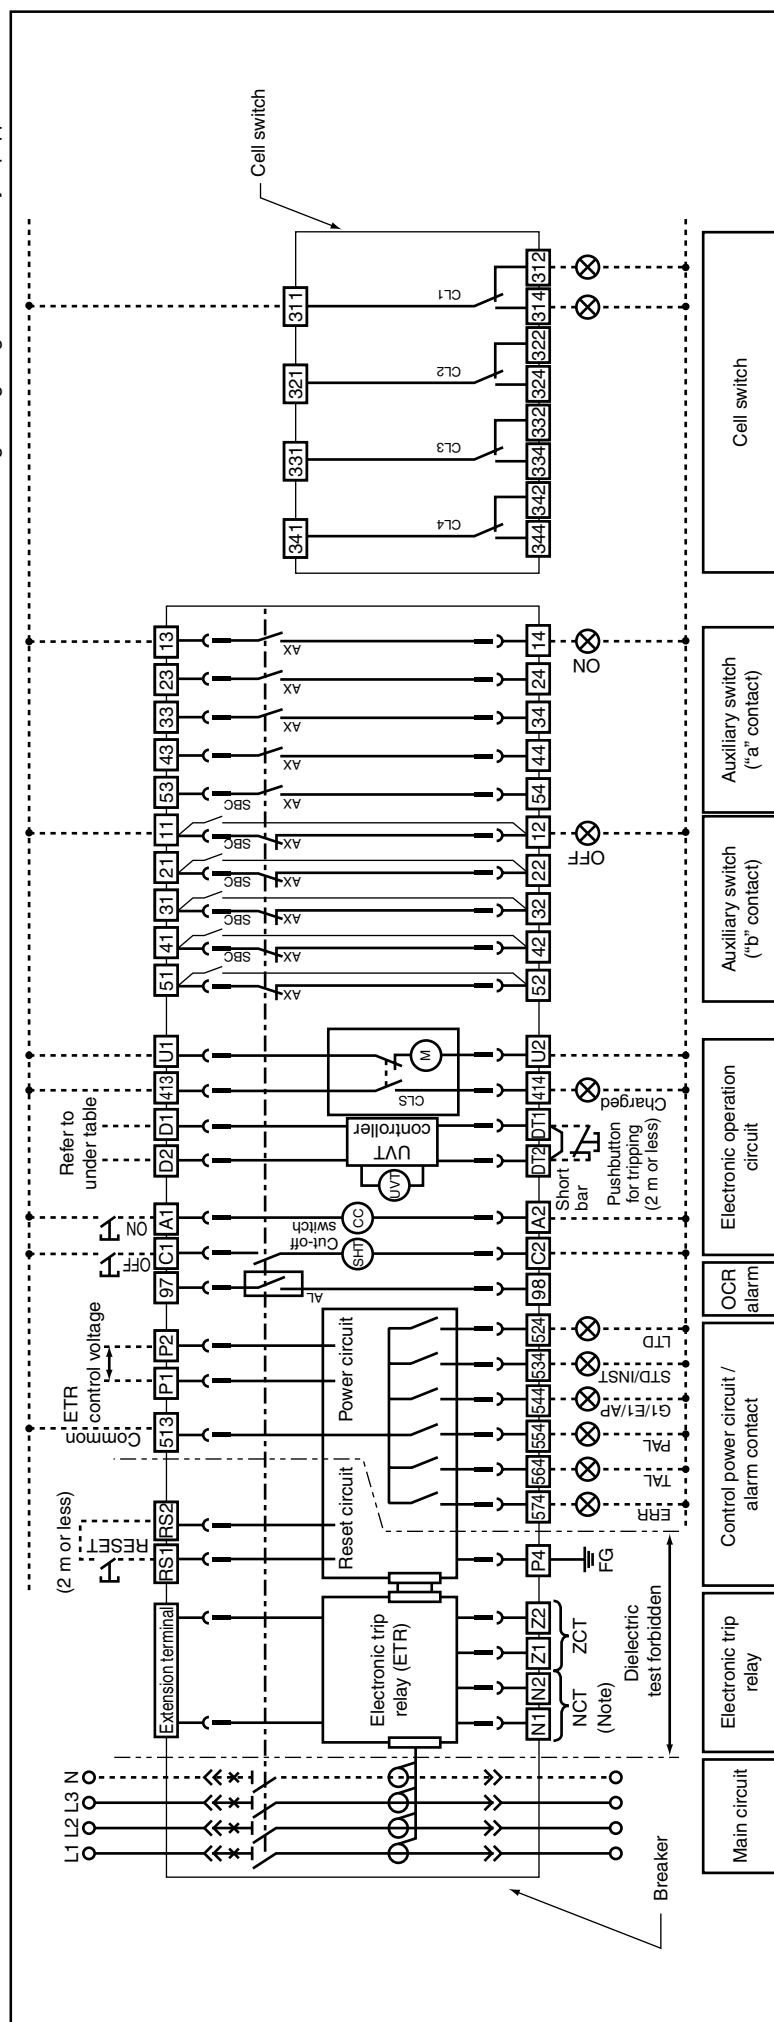 L1 L2 L3 N
Extension terminal
RS1
RS2
RESET
(2 m or less)
513
Common
P1
P2
ETR
control voltage
97
C1
OFF
A1
ON
D2
D1
Refer to
under table
413
U1
51
41
31
21
11
53
43
33
23
13
341
331
321
311
Cell switch
AL
Cut-off
switch
SHT
CC
UVT
UVT
controller
CLS
M
SBC
SBC
SBC
SBC
SBC
AX
AX
AX
AX
AX
AX
AX
AX
AX
AX
CL4
CL3
CL2
CL1
Electronic trip
relay (ETR)
Reset circuit
Power circuit
N1
N2
Z1
Z2
P4
574
564
554
544
534
524
98
C2
A2
DT2
DT1
414
U2
52
42
32
22
12
54
44
34
24
14
344
342
334
332
324
322
314
312
NCT
(Note)
ZCT
FG
ERR
TAL
PAL
G1/E1/AP
STD/INST
LTD
Short
bar
Pushbutton
for tripping
(2 m or less)
Charged
OFF
ON
Dielectric
test forbidden
Breaker
Main circuit
Electronic trip
relay
Control power circuit /
alarm contact
OCR
alarm
Electronic operation
circuit
Auxiliary switch
("b" contact)
Auxiliary switch
("a" contact)
Cell switch